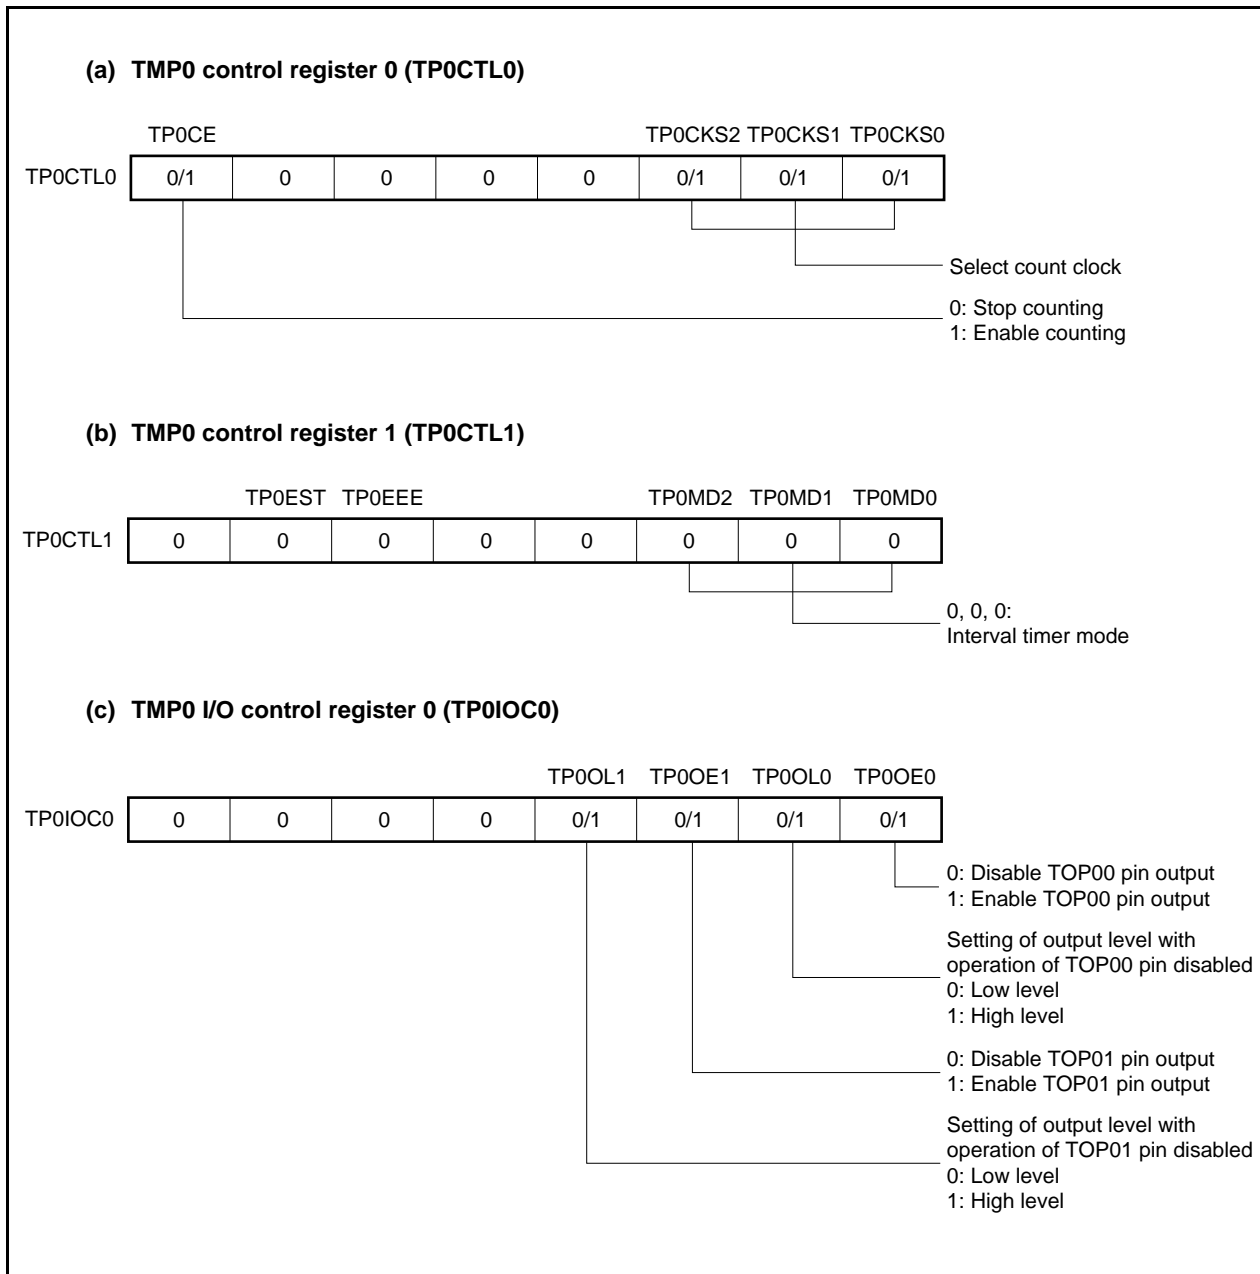 (a) TMP0 control register 0 (TP0CTL0)
TP0CE TP0CKS2 TP0CKS1 TP0CKS0
TP0CTL0 0/1 0 0 0 0 0/1 0/1 0/1
Select count clock
0: Stop counting
1: Enable counting
(b) TMP0 control register 1 (TP0CTL1)
TP0EST TP0EEE TP0MD2 TP0MD1 TP0MD0
TP0CTL1 0 0 0 0 0 0 0 0
0, 0, 0:
Interval timer mode
(c) TMP0 I/O control register 0 (TP0IOC0)
TP0OL1 TP0OE1 TP0OL0 TP0OE0
TP0IOC0 0 0 0 0 0/1 0/1 0/1 0/1
0: Disable TOP00 pin output
1: Enable TOP00 pin output
Setting of output level with
operation of TOP00 pin disabled
0: Low level
1: High level
0: Disable TOP01 pin output
1: Enable TOP01 pin output
Setting of output level with
operation of TOP01 pin disabled
0: Low level
1: High level